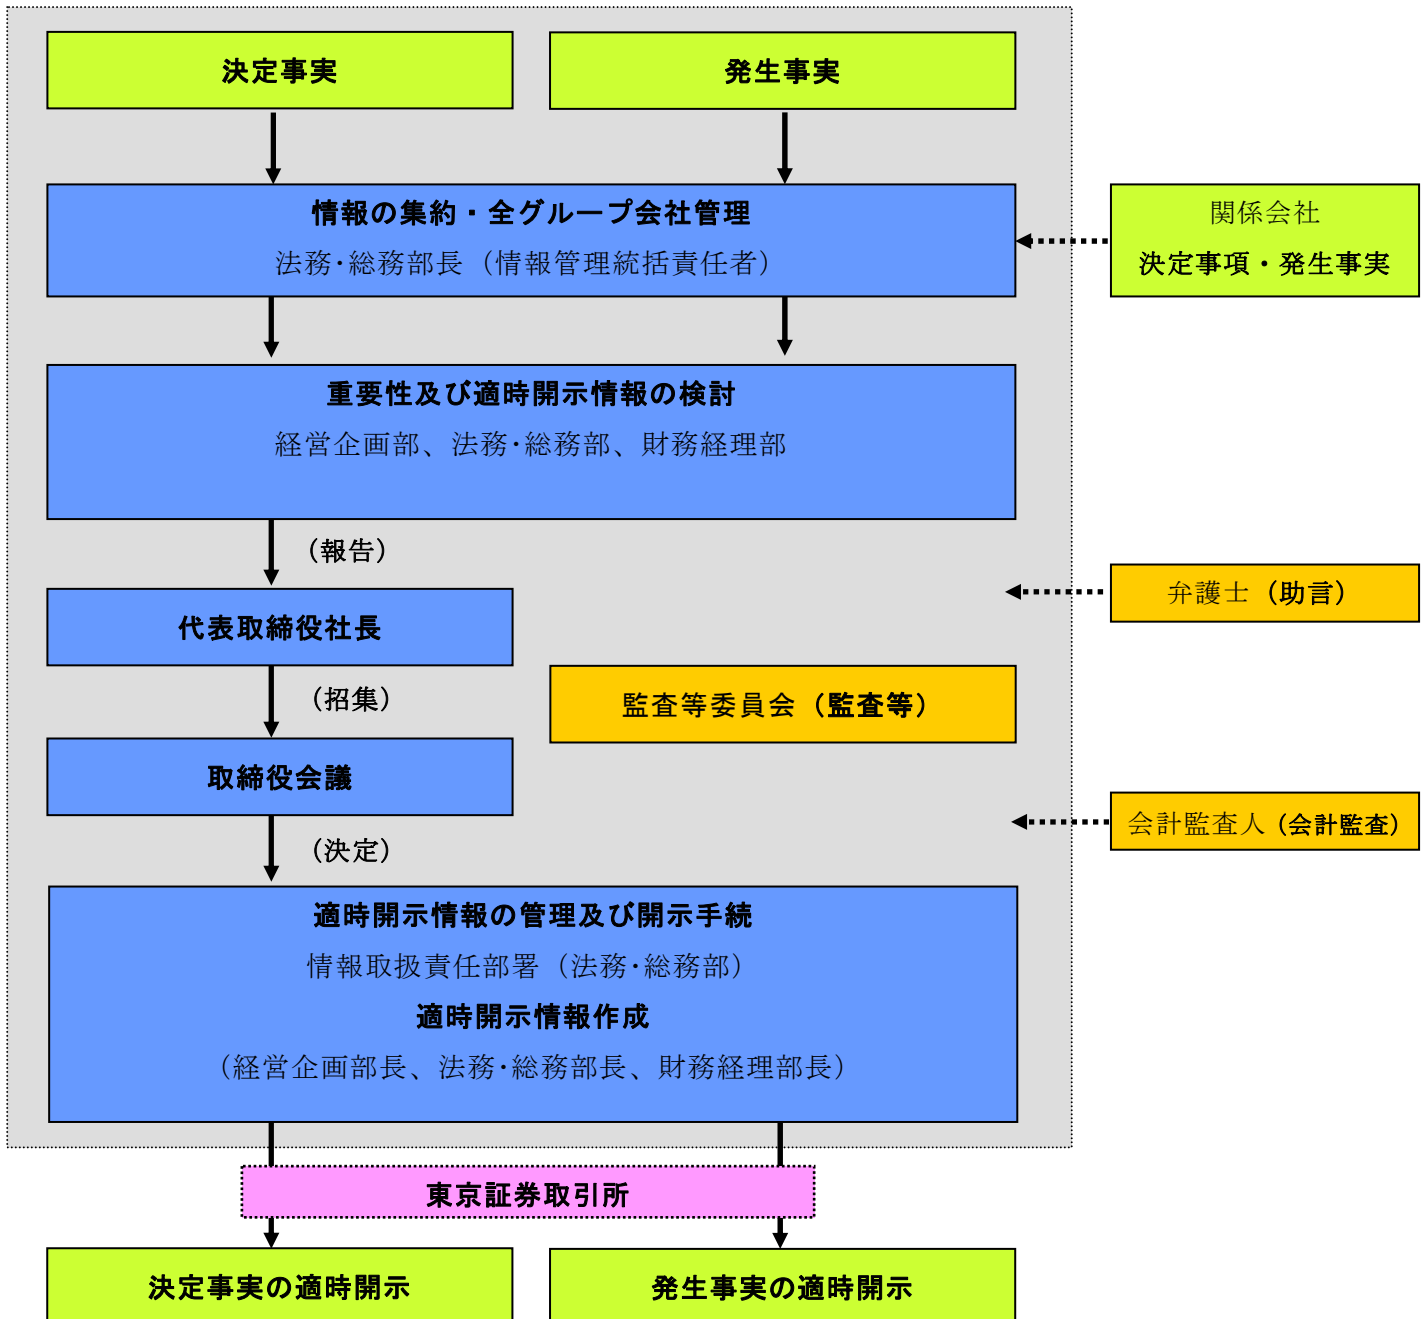 決定事実
発生事実
情報の集約・全グループ会社管理
法務･総務部長（情報管理統括責任者）
関係会社
決定事項・発生事実
重要性及び適時開示情報の検討
経営企画部、法務･総務部、財務経理部
（報告）
弁護士（助言）
代表取締役社長
（招集）
監査等委員会（監査等）
取締役会議
会計監査人（会計監査）
（決定）
適時開示情報の管理及び開示手続
情報取扱責任部署（法務･総務部）
適時開示情報作成
（経営企画部長、法務･総務部長、財務経理部長）
東京証券取引所
決定事実の適時開示
発生事実の適時開示